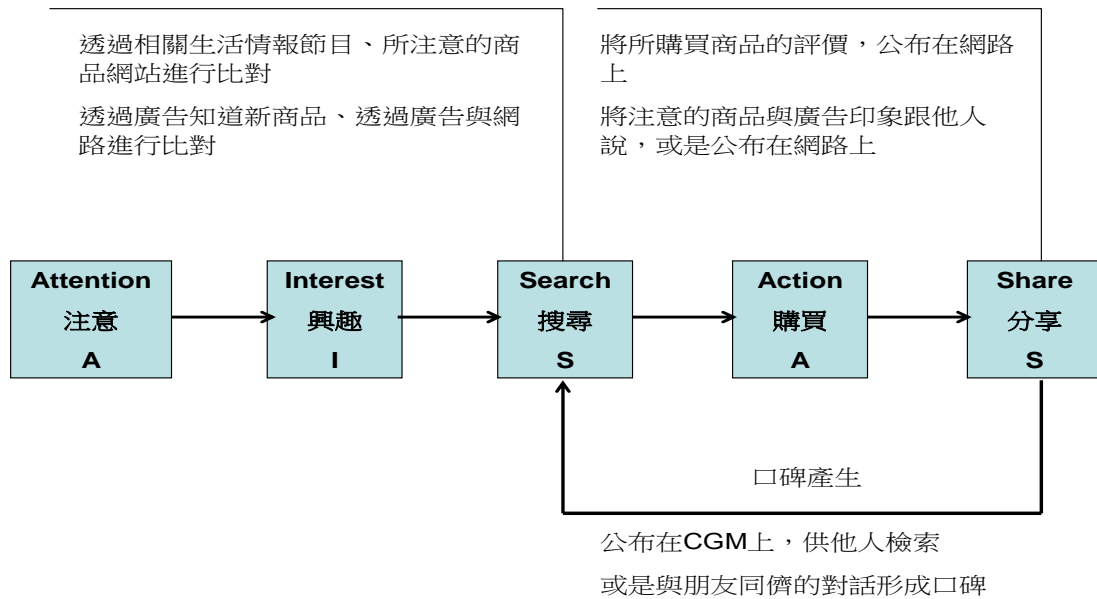 透過相關生活情報節目、所注意的商
品網站進行比對
透過廣告知道新商品、透過廣告與網
路進行比對
將所購買商品的評價，公布在網路
上
將注意的商品與廣告印象跟他人
說，或是公布在網路上
Attention
注意
A
Interest
興趣
I
Search
搜尋
S
Action
購買
A
Share
分享
S
口碑產生
公布在CGM上，供他人檢索
或是與朋友同儕的對話形成口碑